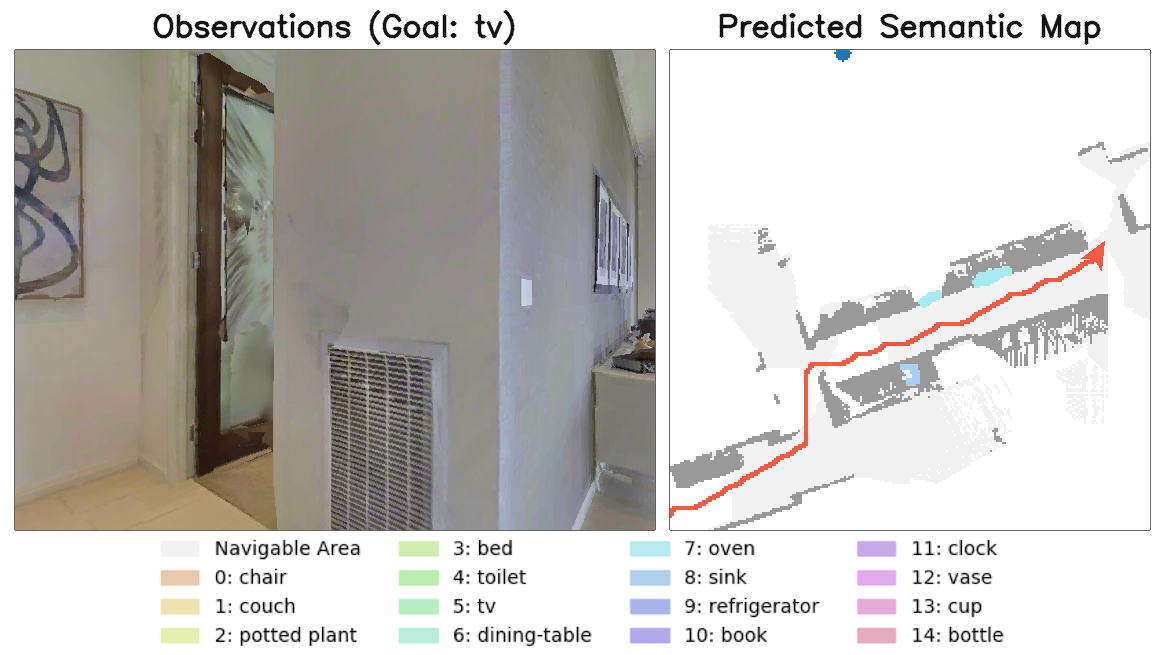 Observations (Goal: tv)
Predicted Semantic Map
Navigable Area
0: chair
1: couch
2: potted plant
3: bed
4: toilet
5: tv
6: dining-table
7: oven
8: sink
9: refrigerator
10: book
11: clock
12: vase
13: cup
14: bottle